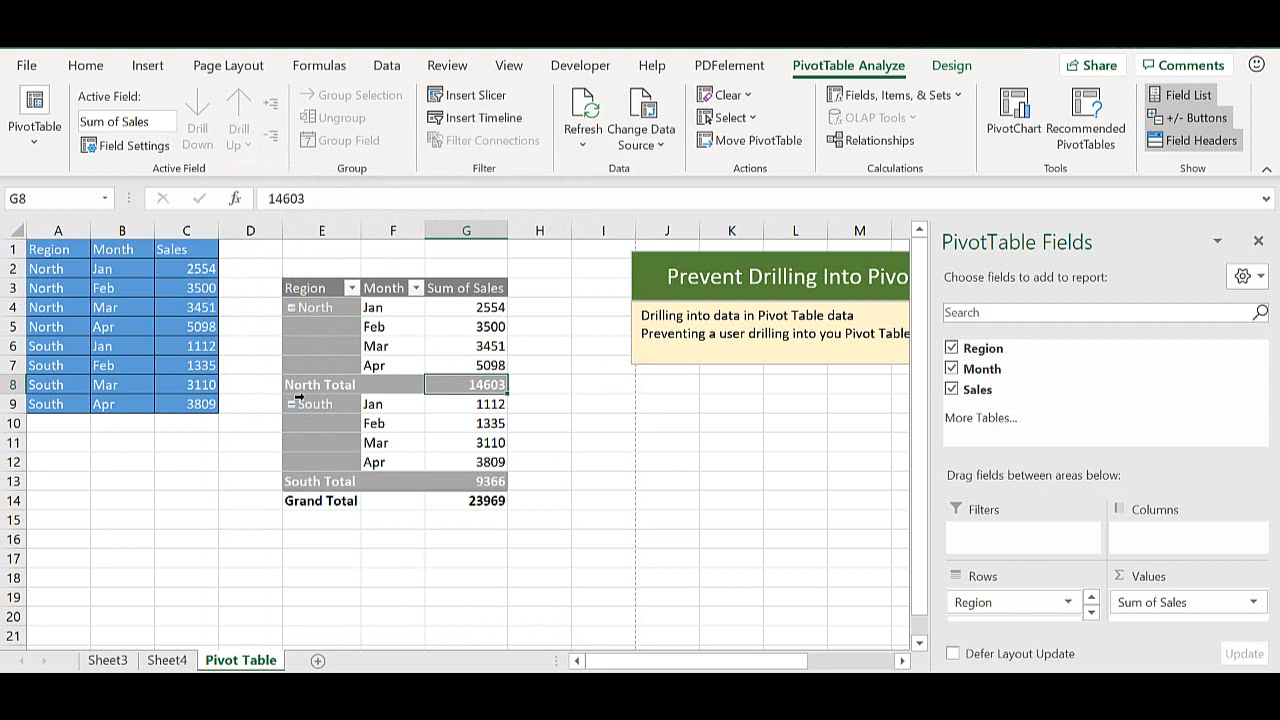 File Home Insert Page Layout Formulas Data Review View Developer Help PDFelement PivotTable Analyze Design Share Comments
PivotTable
Active Field:
Sum of Sales
Field Settings
Drill Down
Drill Up
Active Field
Group Selection
Ungroup
Group Field
Group
Insert Slicer
Insert Timeline
Filter Connections
Filter
Refresh
Change Data Source
Data
Clear
Select
Move PivotTable
Actions
Fields, Items, & Sets
OLAP Tools
Relationships
Calculations
PivotChart
Recommended PivotTables
Tools
Field List
+/- Buttons
Field Headers
Show
G8 fx 14603
A B C D E F G H I J K L M
1 Region Month Sales
2 North Jan 2554
3 North Feb 3500 Region Month Sum of Sales
4 North Mar 3451 North Jan 2554
5 North Apr 5098 Feb 3500
6 South Jan 1112 Mar 3451
7 South Feb 1335 Apr 5098
8 South Mar 3110 North Total 14603
9 South Apr 3809 South Jan 1112
10 Feb 1335
11 Mar 3110
12 Apr 3809
13 South Total 9366
14 Grand Total 23969
15
16
17
18
19
20
21
Prevent Drilling Into Pivo
Drilling into data in Pivot Table data
Preventing a user drilling into you Pivot Table
Sheet3 Sheet4 Pivot Table
PivotTable Fields
Choose fields to add to report:
Search
Region
Month
Sales
More Tables...
Drag fields between areas below:
Filters
Columns
Rows
Values
Region
Sum of Sales
Defer Layout Update
Update